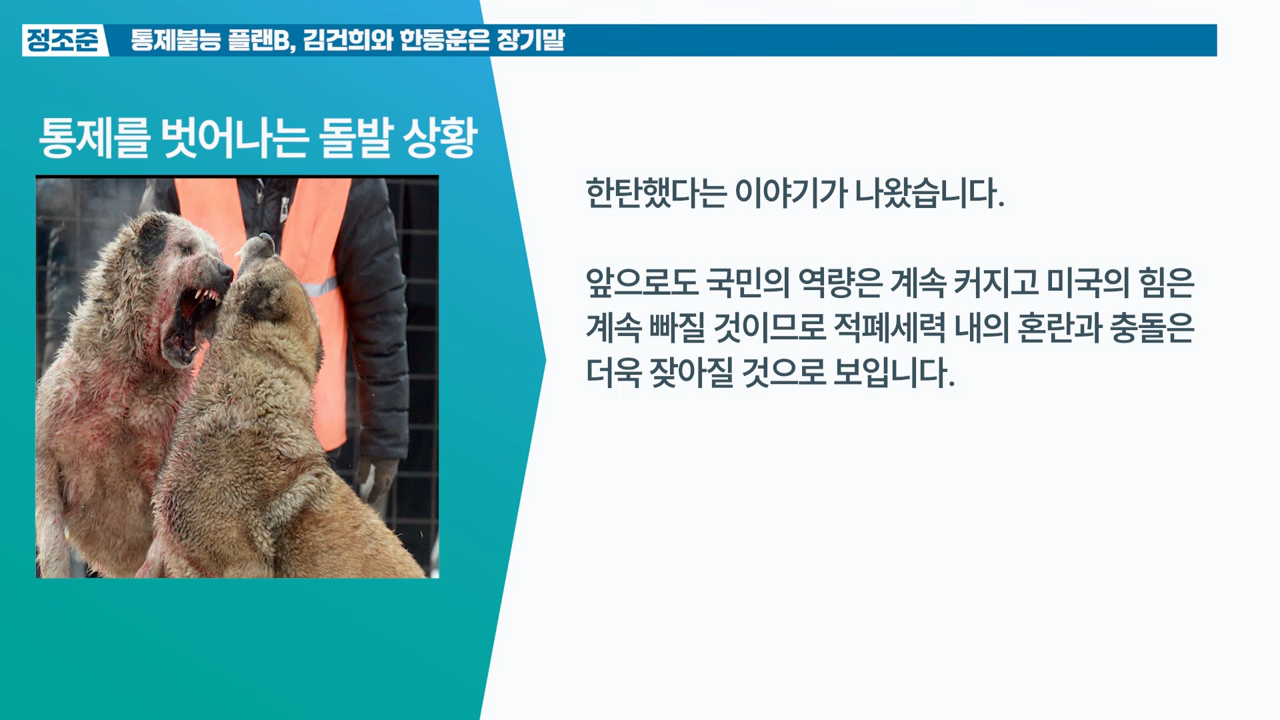 정조준
통제불능 플랜B, 김건희와 한동훈은 장기말
통제를 벗어나는 돌발 상황
한탄했다는 이야기가 나왔습니다.
앞으로도 국민의 역량은 계속 커지고 미국의 힘은
계속 빠질 것이므로 적폐세력 내의 혼란과 충돌은
더욱 잦아질 것으로 보입니다.